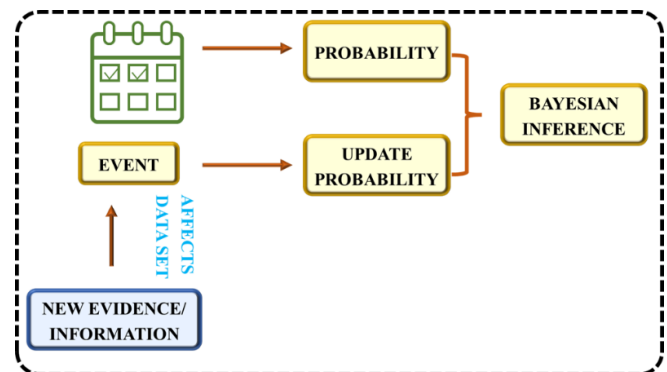 PROBABILITY
BAYESIAN
INFERENCE
EVENT
UPDATE
PROBABILITY
AFFECTS
DATA SET
NEW EVIDENCE/
INFORMATION